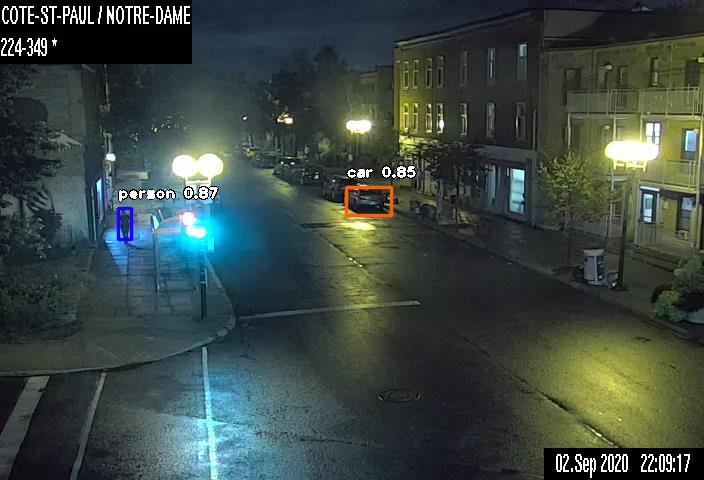 COTE-ST-PAUL / NOTRE-DAME
224-349 *
car 0.85
person 0.87
02.Sep 2020 22:09:17